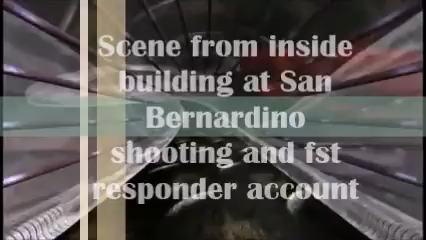 Scene from inside
building at San
Bernardino
shooting and fst
responder account